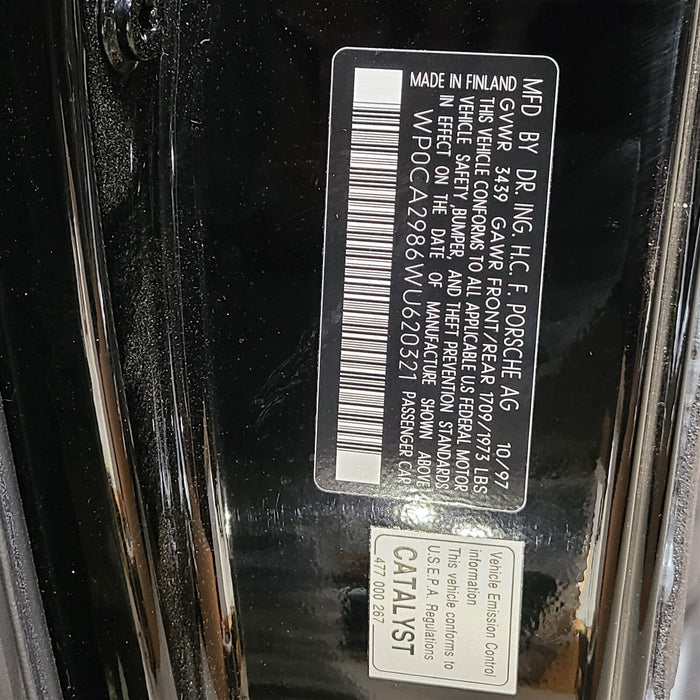 MFD BY DR. ING. H.C. F. PORSCHE AG 10/97
GVWR 3439 GAWR FRONT/REAR 1709/1973 LBS
THIS VEHICLE CONFORMS TO ALL APPLICABLE US FEDERAL MOTOR
VEHICLE SAFETY ,BUMPER, AND THEFT PREVENTION STANDARDS
IN EFFECT ON THE DATE OF MANUFACTURE SHOWN ABOVE
WP0CA2986WU620321 PASSENGER CAR
MADE IN FINLAND
Vehicle Emission Control
information
This vehicle conforms to
U.S.E.P.A. Regulations
CATALYST
477 000 267